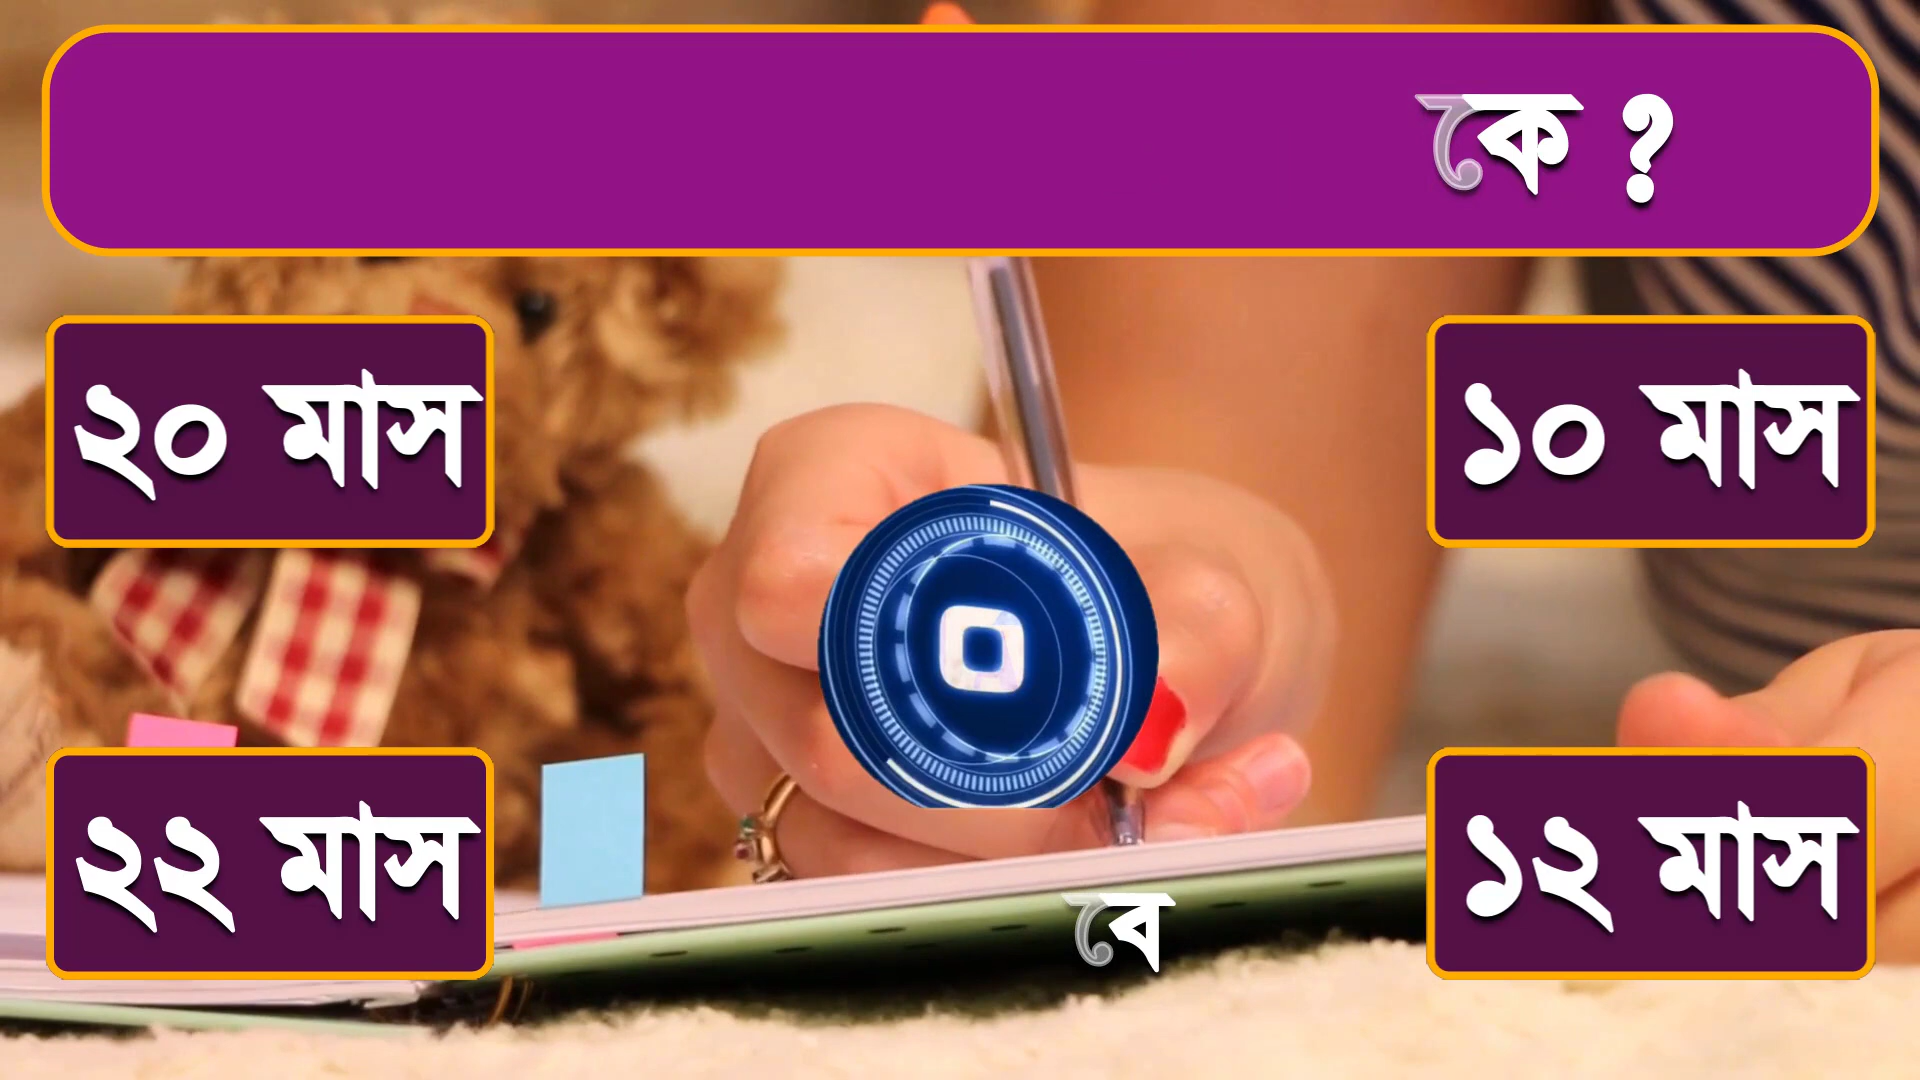 কে ?
২০ মাস
১০ মাস
২২ মাস
১২ মাস
বে